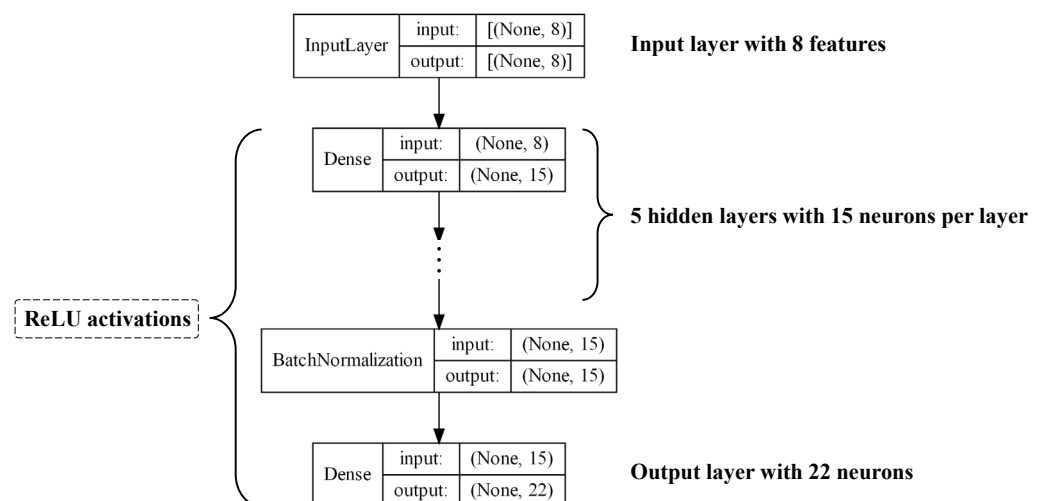 InputLayer input: [(None, 8)]
output: [(None, 8)]
Input layer with 8 features
Dense input: (None, 8)
output: (None, 15)
5 hidden layers with 15 neurons per layer
ReLU activations
BatchNormalization input: (None, 15)
output: (None, 15)
Dense input: (None, 15)
output: (None, 22)
Output layer with 22 neurons